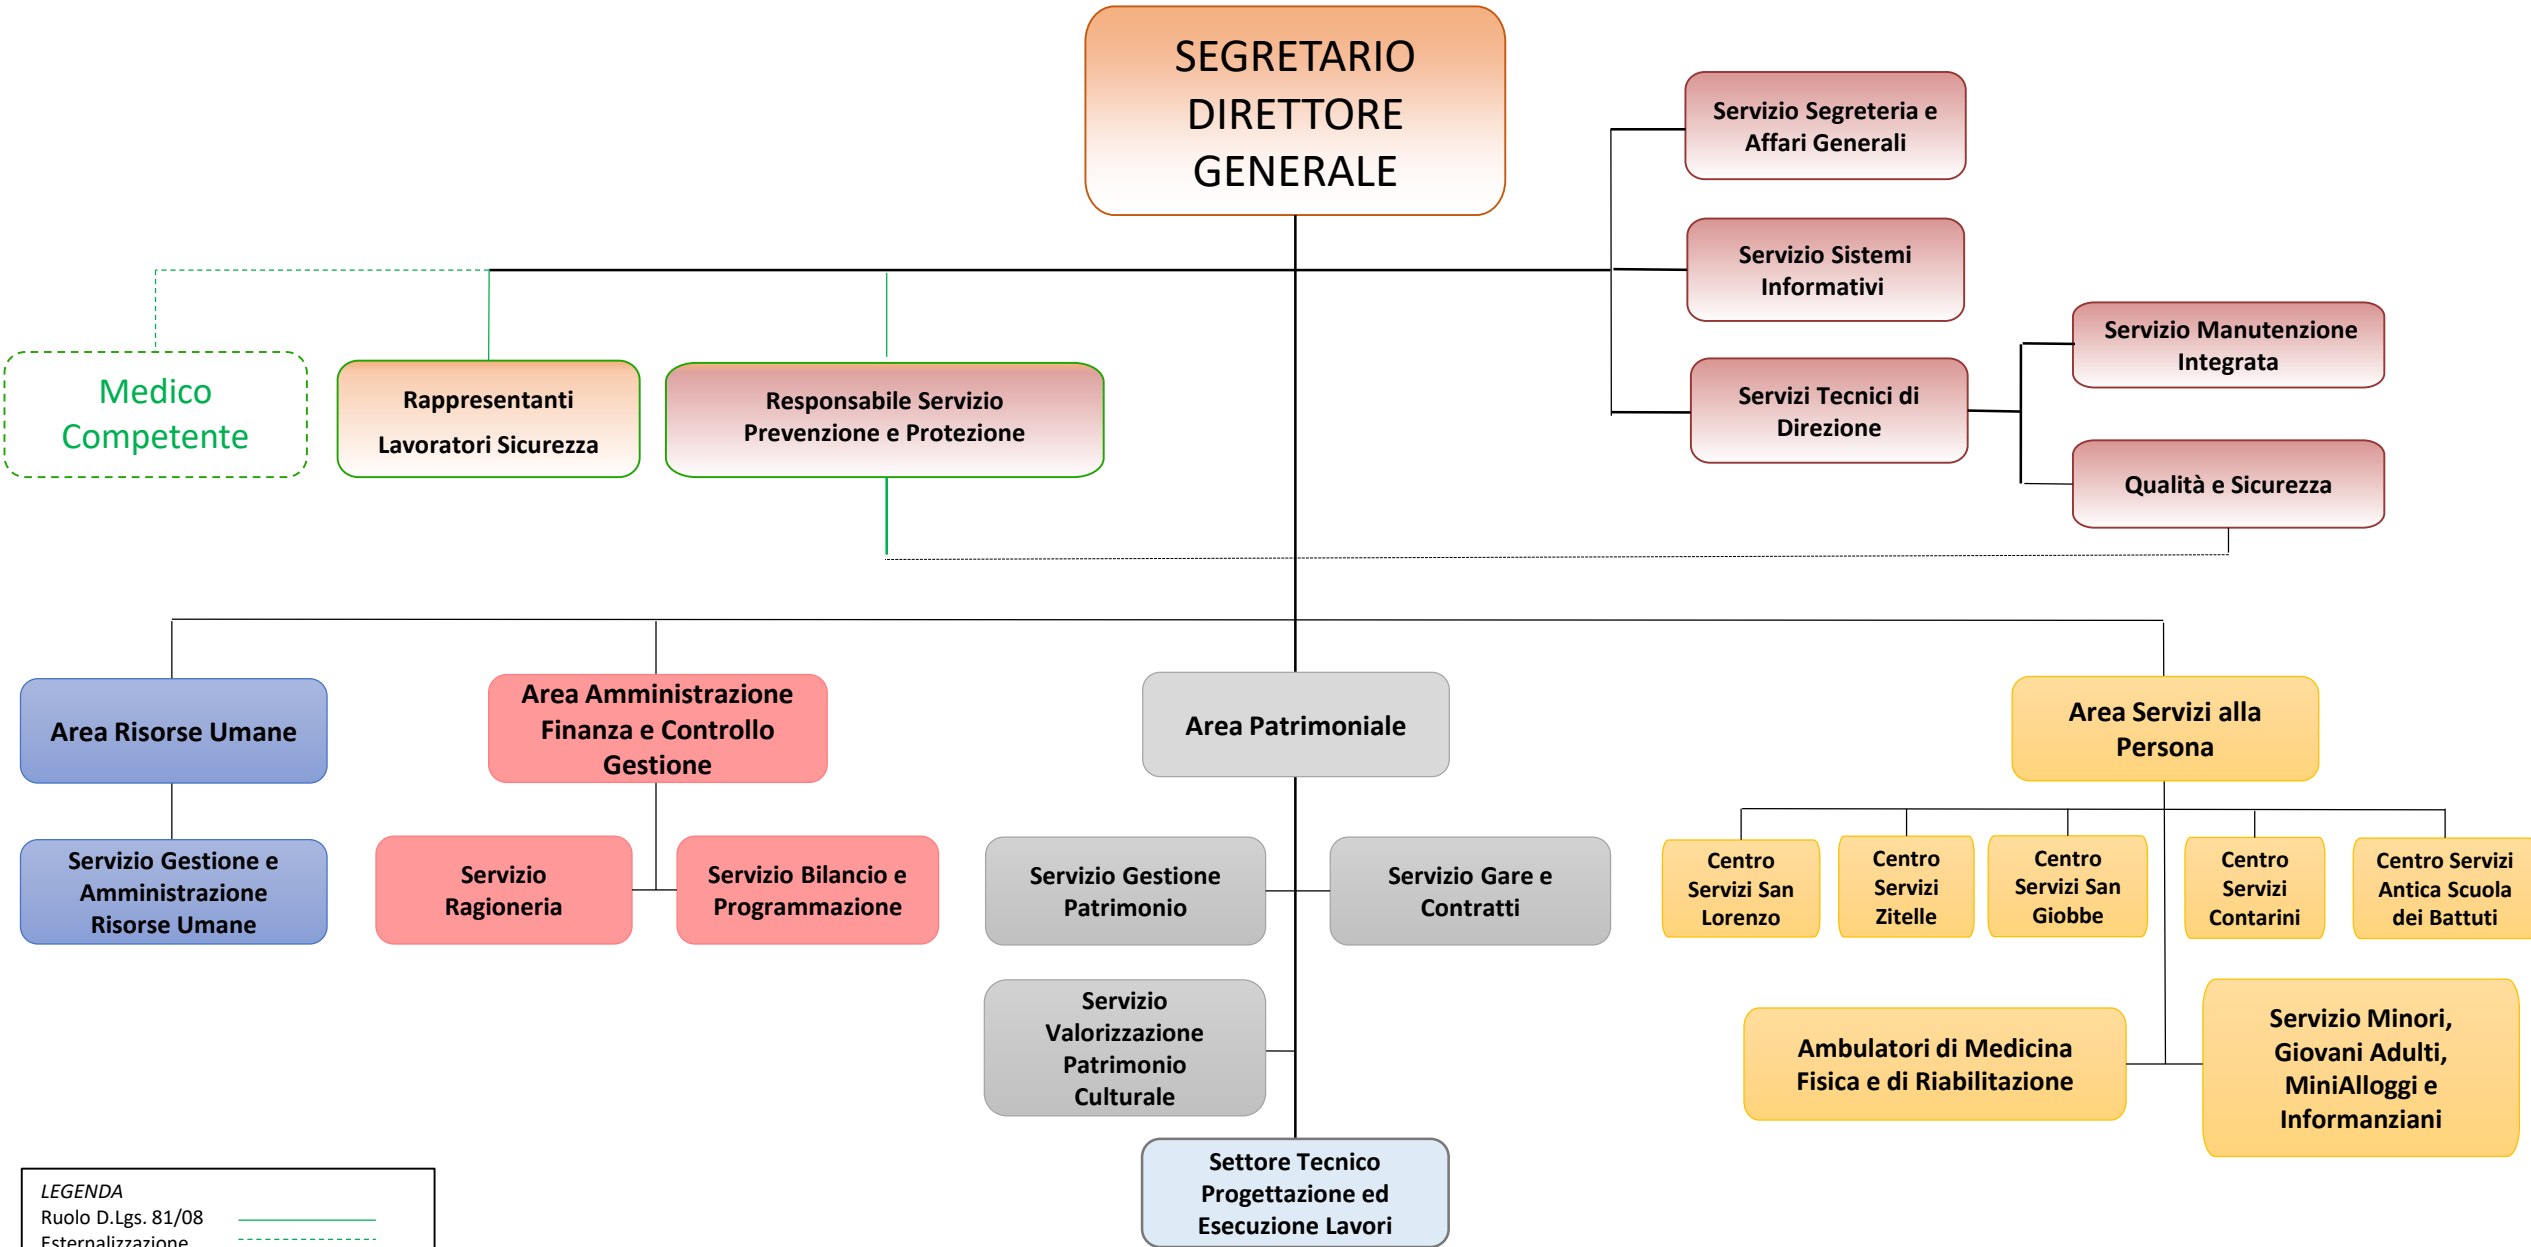 SEGRETARIO
DIRETTORE
GENERALE
Servizio Segreteria e
Affari Generali
Servizio Sistemi
Informativi
Servizi Tecnici di
Direzione
Servizio Manutenzione
Integrata
Qualità e Sicurezza
Medico
Competente
Rappresentanti
Lavoratori Sicurezza
Responsabile Servizio
Prevenzione e Protezione
Area Risorse Umane
Area Amministrazione
Finanza e Controllo
Gestione
Area Patrimoniale
Area Servizi alla
Persona
Servizio Gestione e
Amministrazione
Risorse Umane
Servizio
Ragioneria
Servizio Bilancio e
Programmazione
Servizio Gestione
Patrimonio
Servizio Gare e
Contratti
Centro
Servizi San
Lorenzo
Centro
Servizi
Zitelle
Centro
Servizi San
Giobbe
Centro
Servizi
Contarini
Centro Servizi
Antica Scuola
dei Battuti
Servizio
Valorizzazione
Patrimonio
Culturale
Ambulatori di Medicina
Fisica e di Riabilitazione
Servizio Minori,
Giovani Adulti,
MiniAlloggi e
Informanziani
Settore Tecnico
Progettazione ed
Esecuzione Lavori
LEGENDA
Ruolo D.Lgs. 81/08
Esternalizzazione